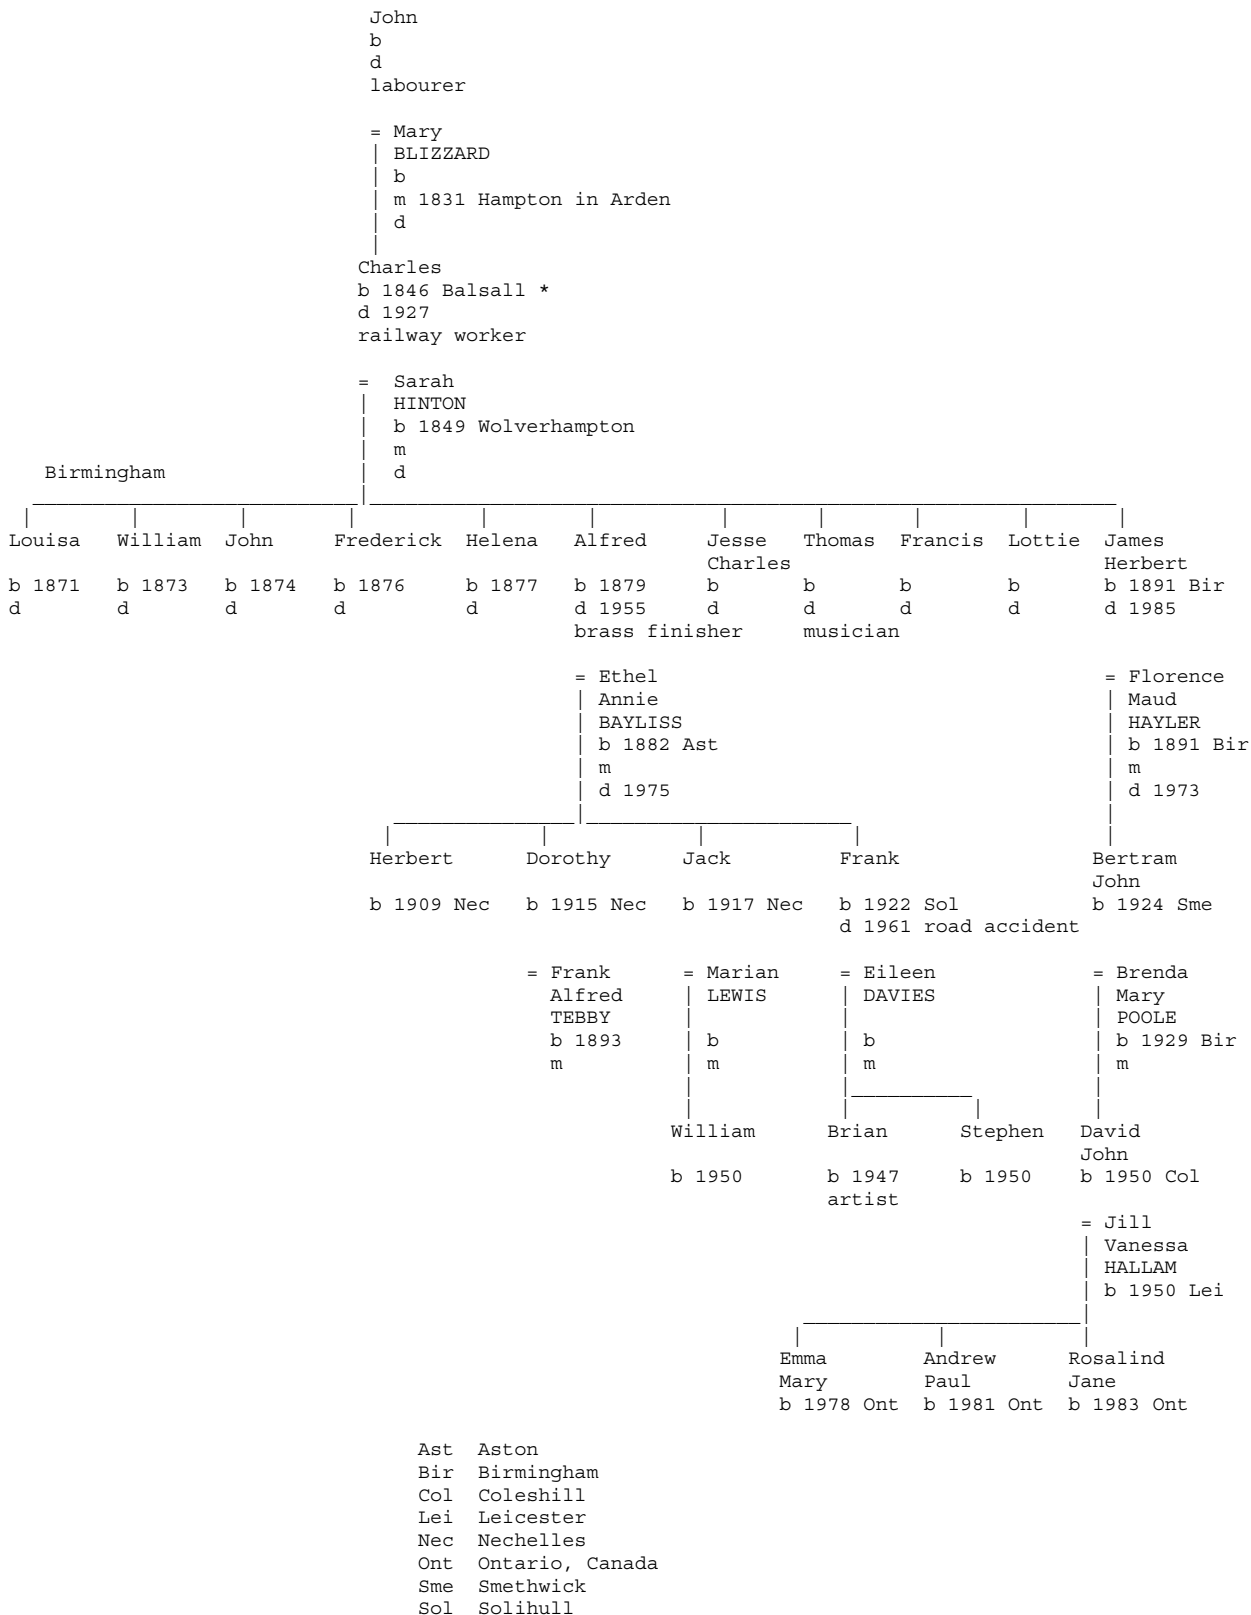 John
b
d
labourer
= Mary
| BLIZZARD
| b
| m 1831 Hampton in Arden
| d
|
Charles
b 1846 Balsall *
d 1927
railway worker
= Sarah
| HINTON
| b 1849 Wolverhampton
| m
Birmingham | d
___________________________|______________________________________________________________
| | | | | | | | | | |
Louisa William John Frederick Helena Alfred Jesse Thomas Francis Lottie James
Charles Herbert
b 1871 b 1873 b 1874 b 1876 b 1877 b 1879 b b b b b 1891 Bir
d d d d d d 1955 d d d d d 1985
brass finisher musician
= Ethel = Florence
| Annie | Maud
| BAYLISS | HAYLER
| b 1882 Ast | b 1891 Bir
| m | m
| d 1975 | d 1973
_______________|______________________ |
| | | | |
Herbert Dorothy Jack Frank Bertram
John
b 1909 Nec b 1915 Nec b 1917 Nec b 1922 Sol b 1924 Sme
d 1961 road accident
= Frank = Marian = Eileen = Brenda
Alfred | LEWIS | DAVIES | Mary
TEBBY | | | POOLE
b 1893 | b | b | b 1929 Bir
m | m | m | m
| |__________ |
| | | |
William Brian Stephen David
John
b 1950 b 1947 b 1950 b 1950 Col
artist
= Jill
| Vanessa
| HALLAM
| b 1950 Lei
_______________________|
| | |
Emma Andrew Rosalind
Mary Paul Jane
b 1978 Ont b 1981 Ont b 1983 Ont
Ast Aston
Bir Birmingham
Col Coleshill
Lei Leicester
Nec Nechelles
Ont Ontario, Canada
Sme Smethwick
Sol Solihull